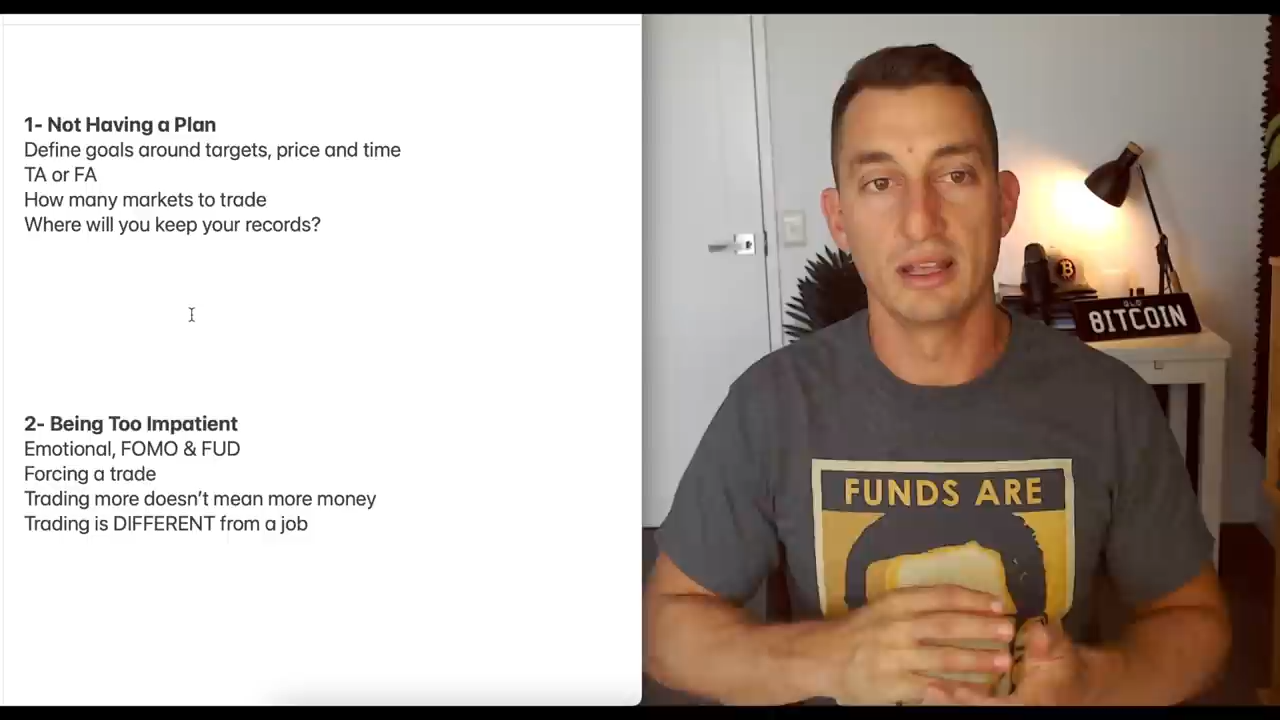 1- Not Having a Plan
Define goals around targets, price and time
TA or FA
How many markets to trade
Where will you keep your records?
2- Being Too Impatient
Emotional, FOMO & FUD
Forcing a trade
Trading more doesn’t mean more money
Trading is DIFFERENT from a job
FUNDS ARE
QLD
8ITCOIN